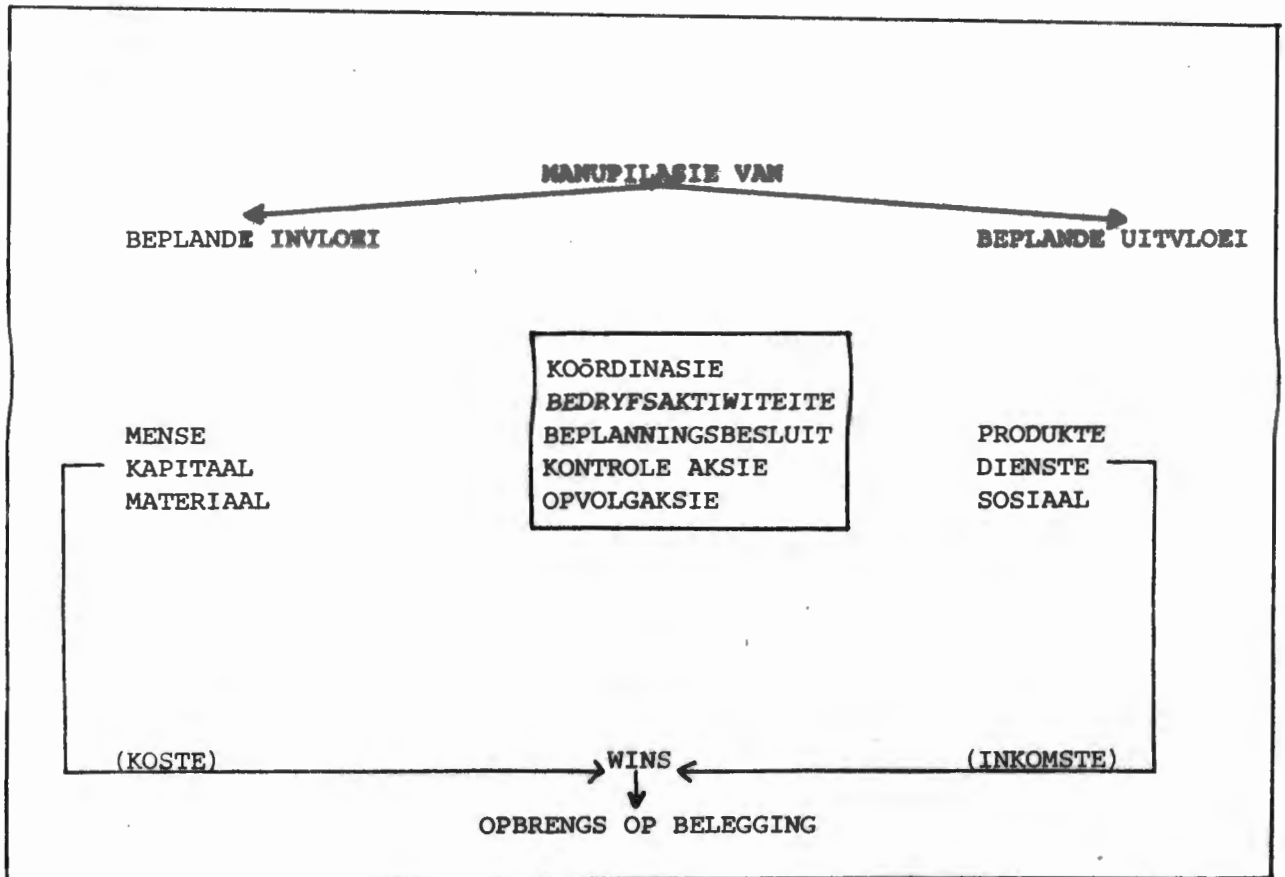 MANUPILASIE VAN
BEPLANDE INVLOEI
BEPLANDE UITVLOEI
KOÖRDINASIE
BEDRYFSAKTIWITEITE
BEPLANNINGSBESLUIT
KONTROLE AKSIE
OPVOLGAKSIE
MENSE
KAPITAAL
MATERIAAL
PRODUKTE
DIENSTE
SOSIAAL
(KOSTE)
WINS
(INKOMSTE)
OPBRENGS OP BELEGGING